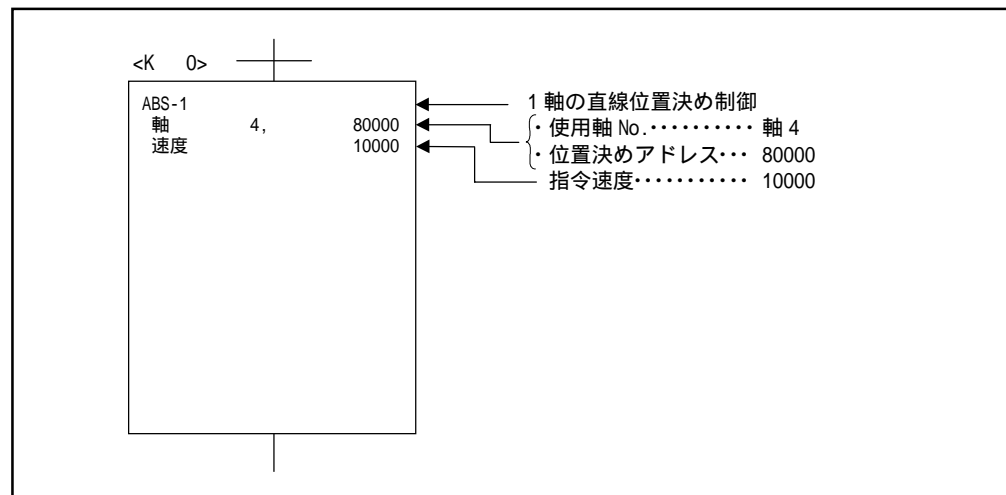 <K 0>
ABS-1
軸 4, 80000
速度 10000
1 軸の直線位置決め制御
・使用軸 No.・・・・・・・・・・ 軸 4
・位置決めアドレス・・・ 80000
指令速度・・・・・・・・・・・ 10000